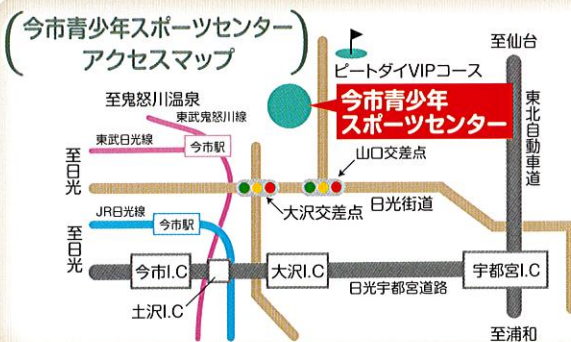 今市青少年スポーツセンター
アクセスマップ
至仙台
ピートダイVIPコース
今市青少年
スポーツセンター
東北自動車道
至鬼怒川温泉
東武鬼怒川線
東武日光線
今市駅
至日光
山口交差点
大沢交差点
日光街道
JR日光線
今市駅
至日光
今市I.C
大沢I.C
宇都宮I.C
日光宇都宮道路
土沢I.C
至浦和